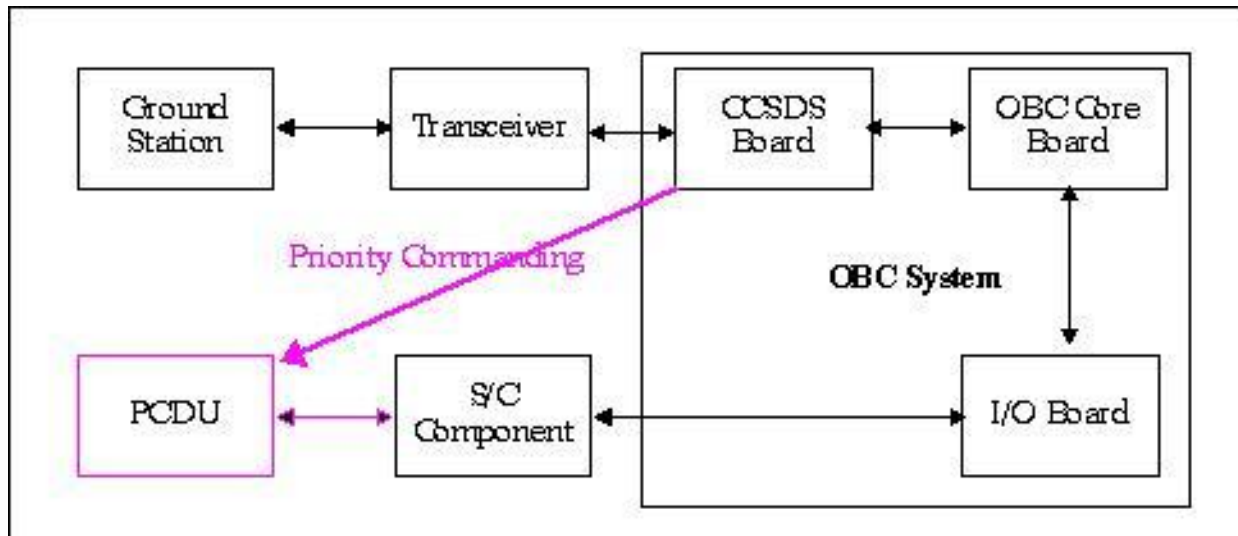 Ground
Station
Transceiver
CCSDS
Board
OBC Core
Board
Priority Commanding
OBC System
PCDU
S/C
Component
I/O Board